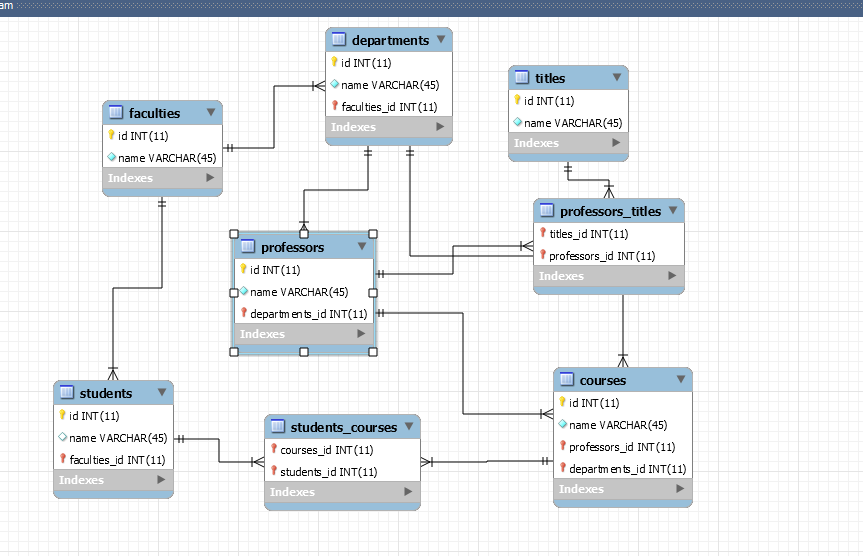 am
departments
id INT(11)
name VARCHAR(45)
faculties_id INT(11)
Indexes
titles
id INT(11)
name VARCHAR(45)
Indexes
faculties
id INT(11)
name VARCHAR(45)
Indexes
professors_titles
titles_id INT(11)
professors_id INT(11)
Indexes
professors
id INT(11)
name VARCHAR(45)
departments_id INT(11)
Indexes
courses
id INT(11)
name VARCHAR(45)
professors_id INT(11)
departments_id INT(11)
Indexes
students
id INT(11)
name VARCHAR(45)
faculties_id INT(11)
Indexes
students_courses
courses_id INT(11)
students_id INT(11)
Indexes